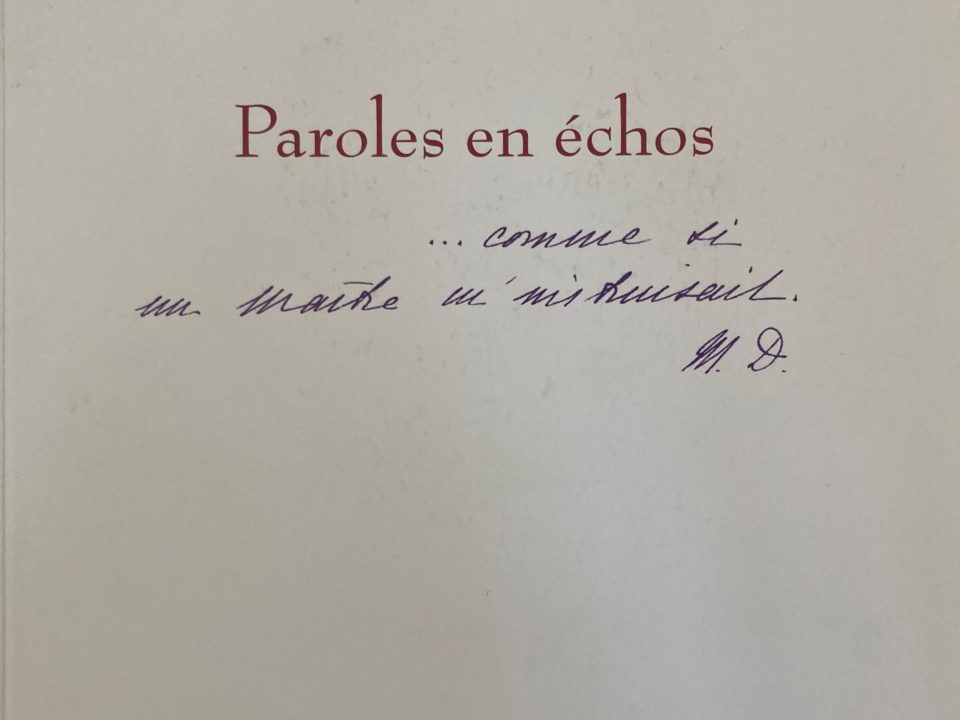 Paroles en échos
... comme si
un maître m'instruisait.
M. D.